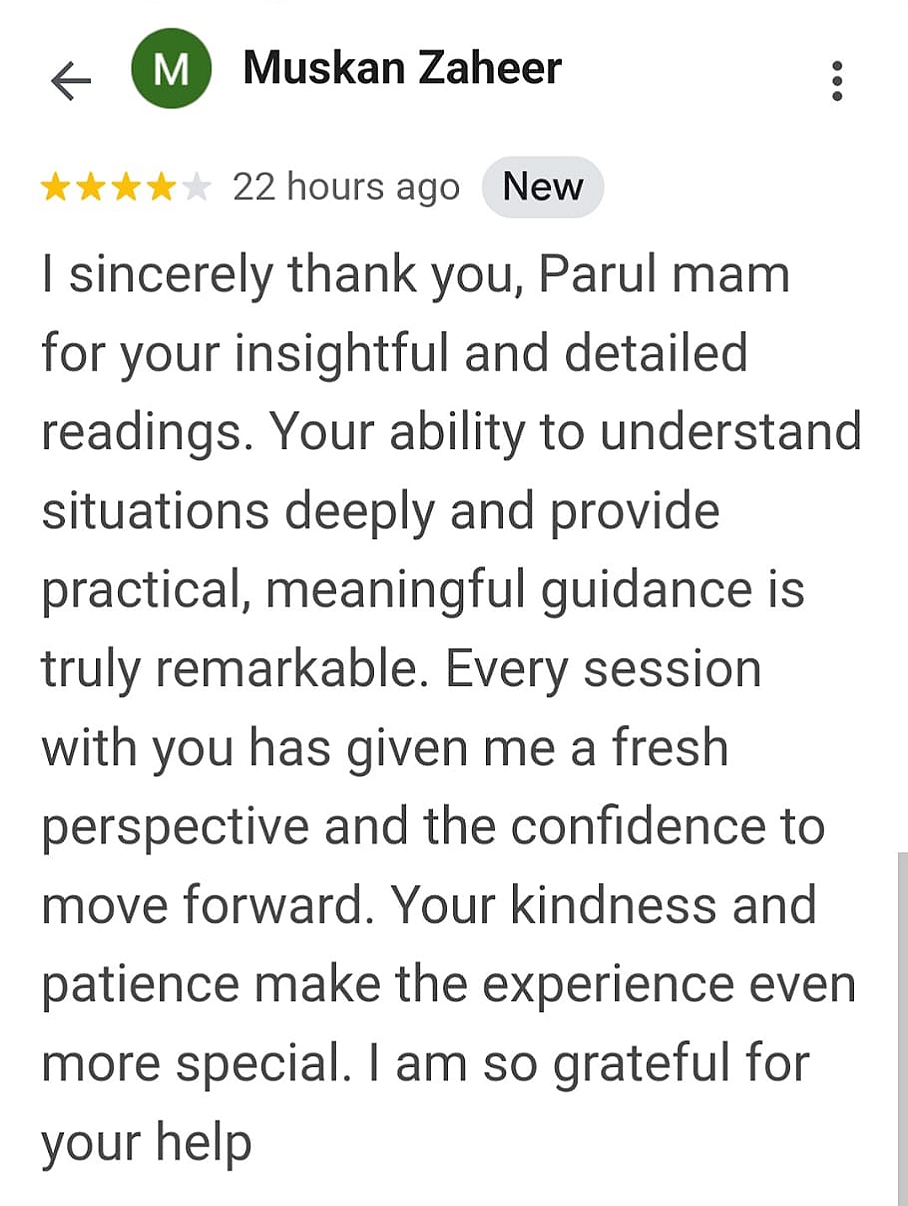 M Muskan Zaheer
22 hours ago New
I sincerely thank you, Parul mam
for your insightful and detailed
readings. Your ability to understand
situations deeply and provide
practical, meaningful guidance is
truly remarkable. Every session
with you has given me a fresh
perspective and the confidence to
move forward. Your kindness and
patience make the experience even
more special. I am so grateful for
your help